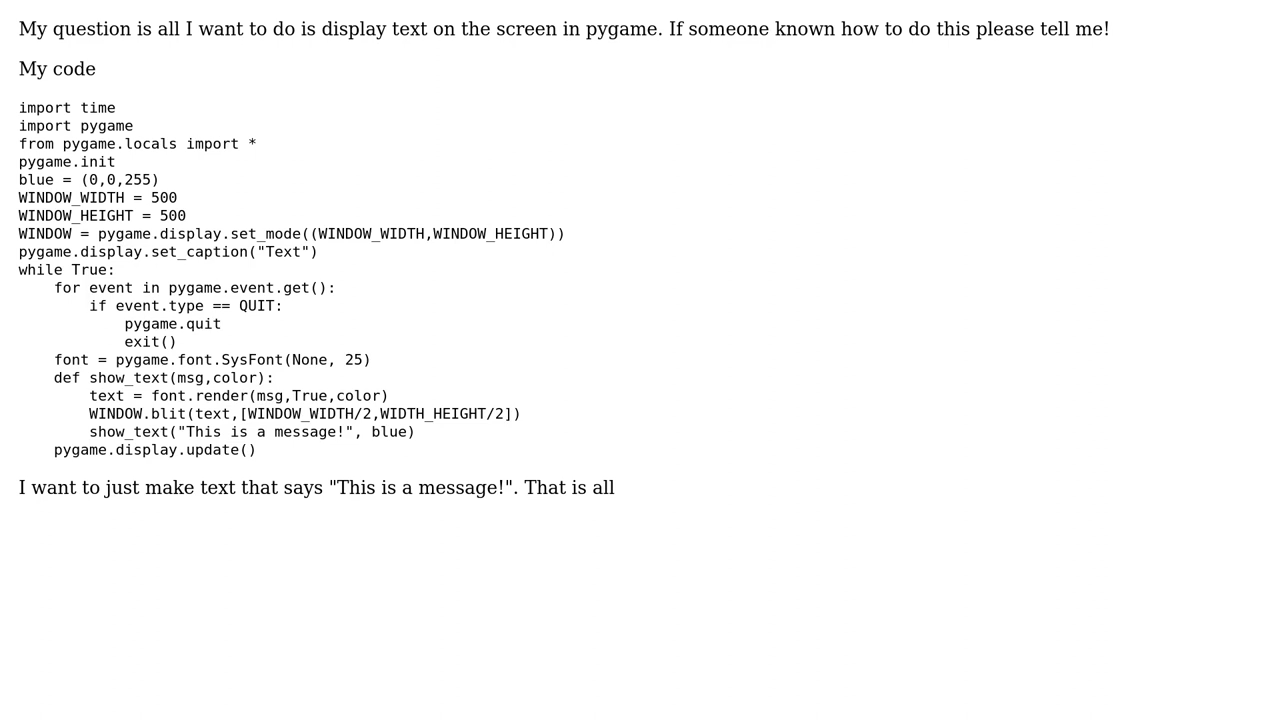 My question is all I want to do is display text on the screen in pygame. If someone known how to do this please tell me!
My code
import time
import pygame
from pygame.locals import *
pygame.init
blue = (0,0,255)
WINDOW_WIDTH = 500
WINDOW_HEIGHT = 500
WINDOW = pygame.display.set_mode((WINDOW_WIDTH,WINDOW_HEIGHT))
pygame.display.set_caption("Text")
while True:
    for event in pygame.event.get():
        if event.type == QUIT:
            pygame.quit
            exit()
    font = pygame.font.SysFont(None, 25)
    def show_text(msg,color):
        text = font.render(msg,True,color)
        WINDOW.blit(text,[WINDOW_WIDTH/2,WIDTH_HEIGHT/2])
        show_text("This is a message!", blue)
    pygame.display.update()
I want to just make text that says "This is a message!". That is all